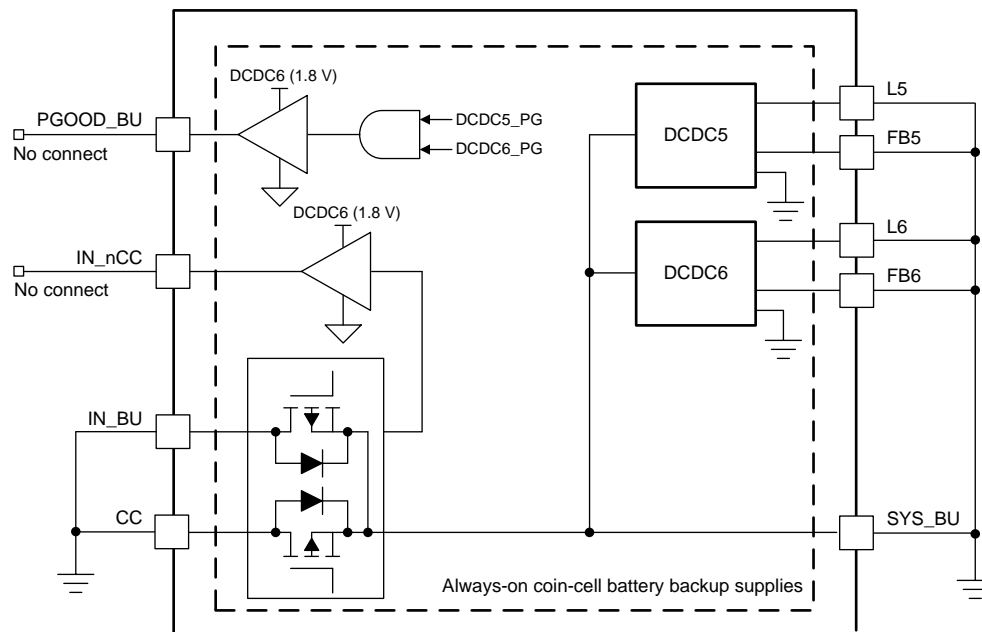 DCDC6 (1.8 V)
PGOOD_BU
No connect
DCDC5_PG
DCDC6_PG
DCDC5
L5
FB5
DCDC6 (1.8 V)
IN_nCC
No connect
DCDC6
L6
FB6
IN_BU
CC
SYS_BU
Always-on coin-cell battery backup supplies